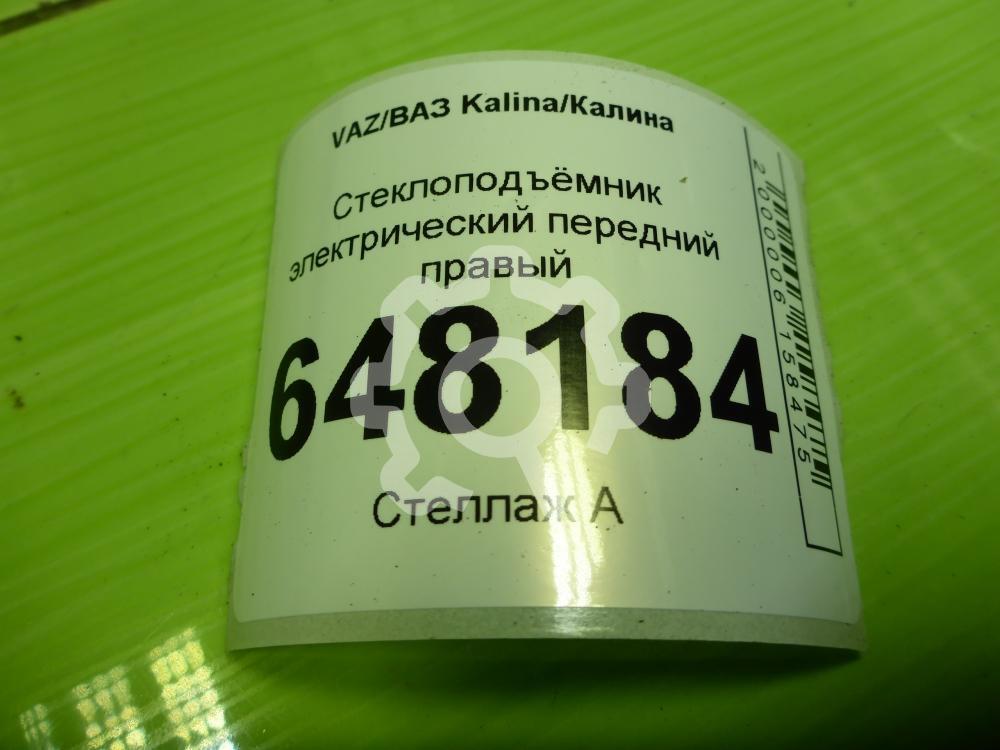 VAZ/ВАЗ Kalina/Калина
Стеклоподъёмник
электрический передний
правый
648184
Стеллаж А
2000006158475